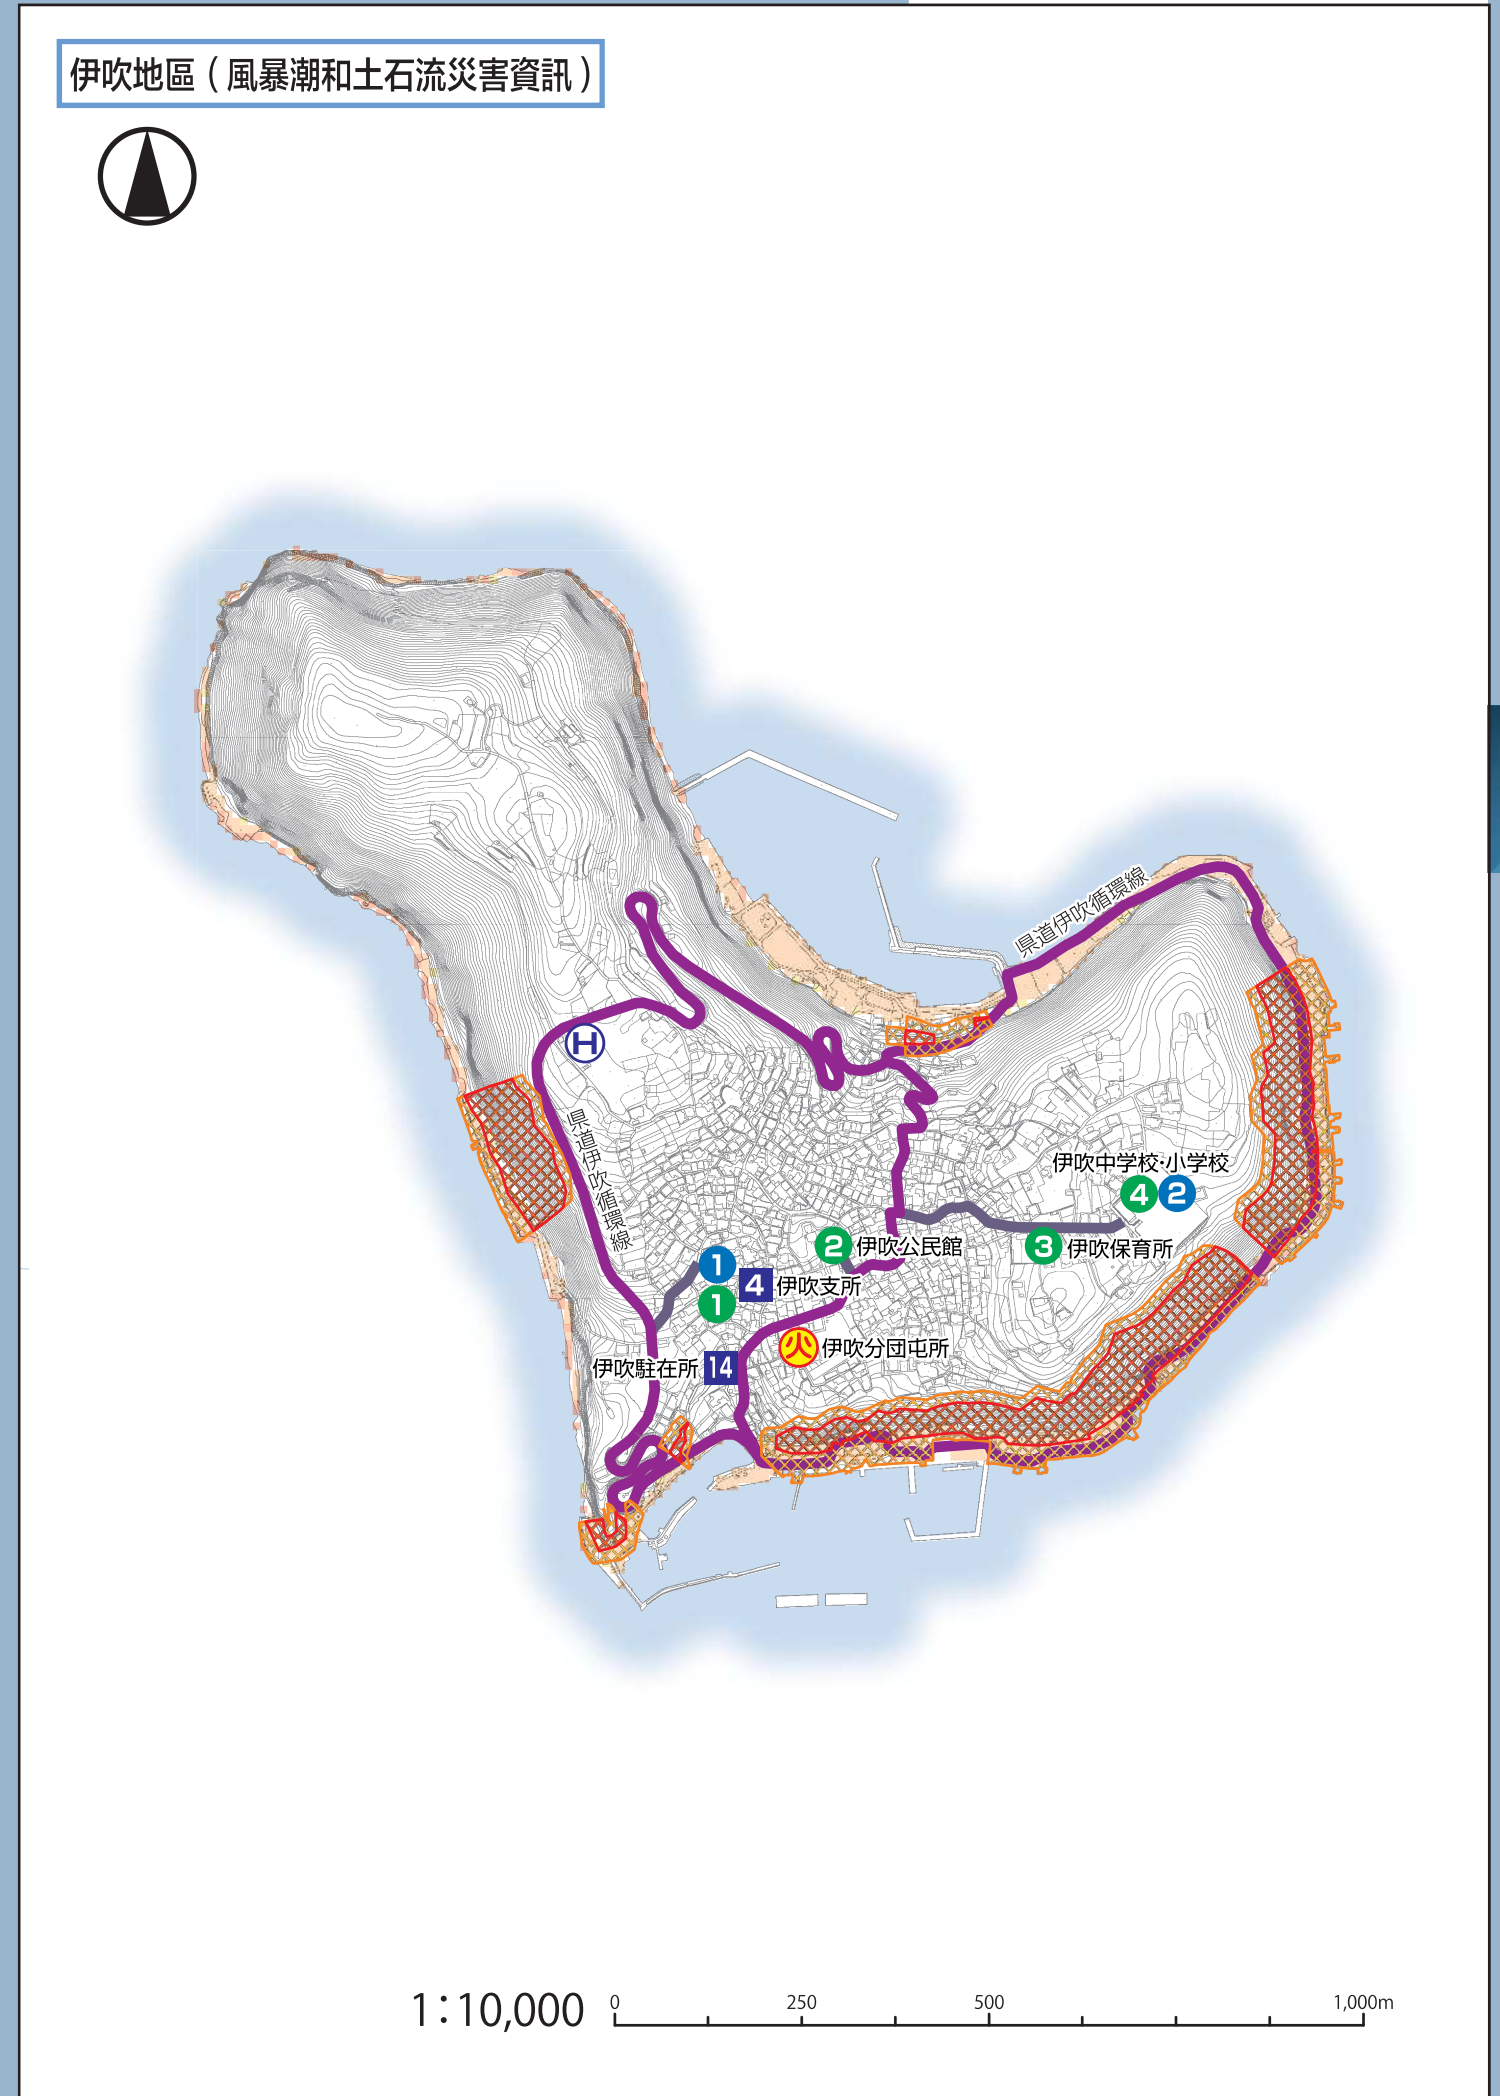 伊吹地區（風暴潮和土石流災害資訊）
県道伊吹循環線
H
県道伊吹循環線
伊吹中学校・小学校
4 2
2 伊吹公民館
3 伊吹保育所
1
4 伊吹支所
1
火 伊吹分団屯所
伊吹駐在所 14
1：10,000
0 250 500 1,000m